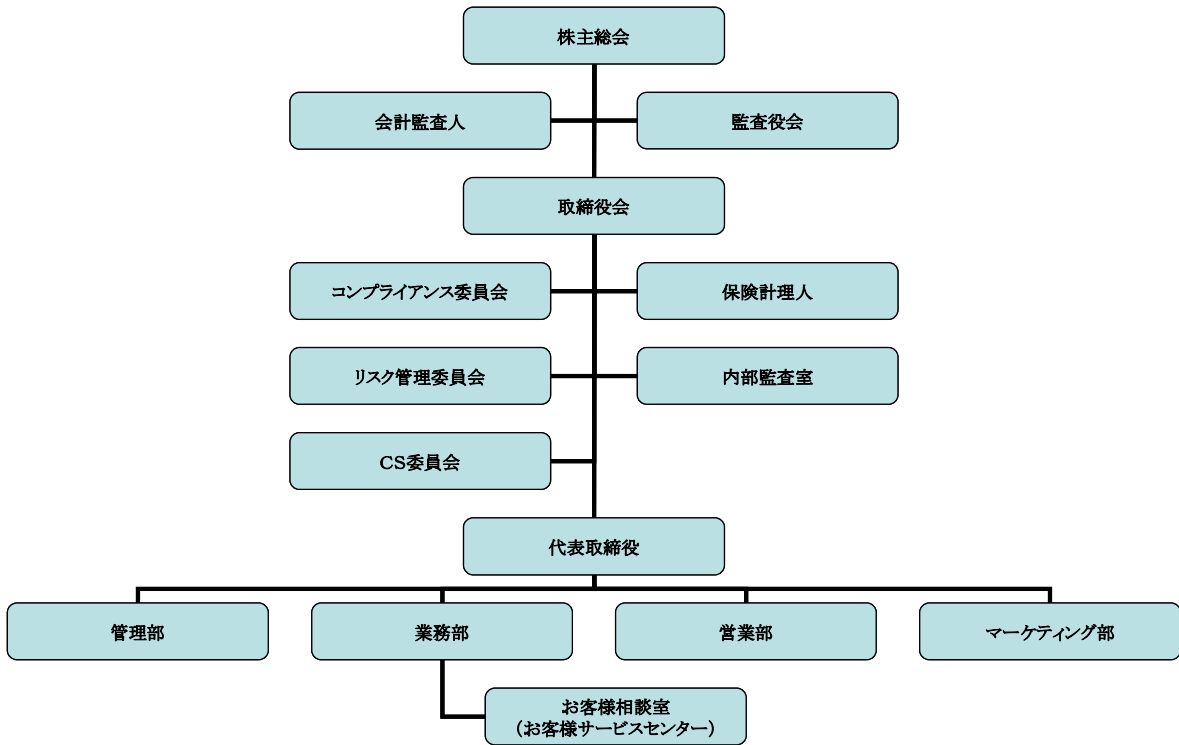 株主総会
会計監査人
監査役会
取締役会
コンプライアンス委員会
保険計理人
リスク管理委員会
内部監査室
CS委員会
代表取締役
管理部
業務部
営業部
マーケティング部
お客様相談室
（お客様サービスセンター）